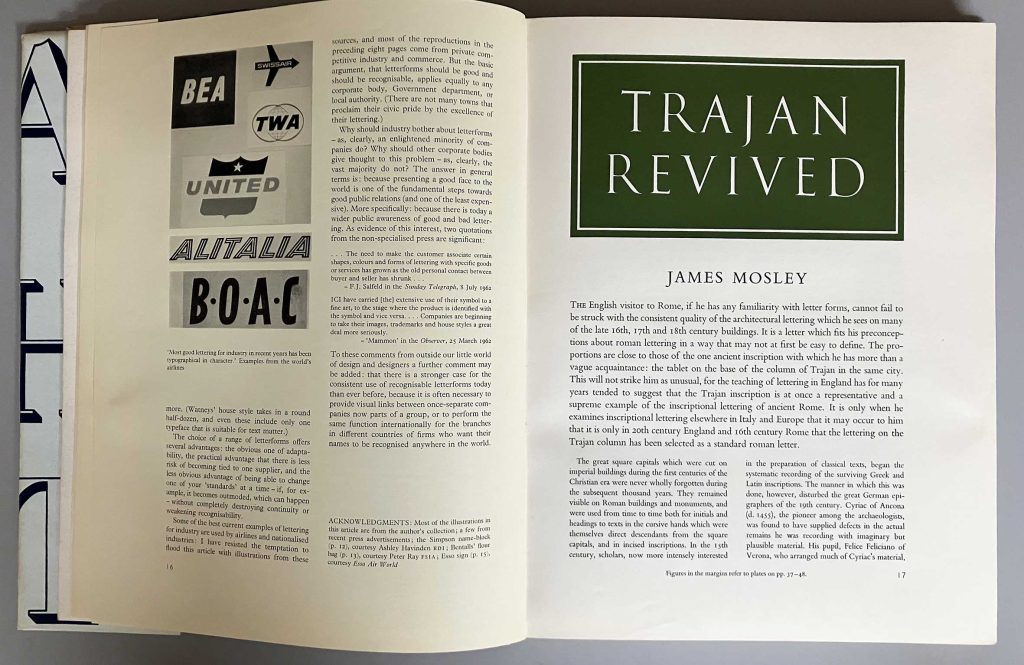 BEA
SWISSAIR
TWA
UNITED
ALITALIA
B·O·A·C
'Most good lettering for industry in recent years has been
typographical in character.' Examples from the world's
airlines
more. (Watneys' house style takes in a round
half-dozen, and even these include only one
typeface that is suitable for text matter.)
The choice of a range of letterforms offers
several advantages: the obvious one of adapta-
bility, the practical advantage that there is less
risk of becoming tied to one supplier, and the
less obvious advantage of being able to change
one of your 'standards' at a time – if, for ex-
ample, it becomes outmoded, which can happen
– without completely destroying continuity or
weakening recognisability.
Some of the best current examples of lettering
for industry are used by airlines and nationalised
industries: I have resisted the temptation to
flood this article with illustrations from these
16
sources, and most of the reproductions in the
preceding eight pages come from private com-
petitive industry and commerce. But the basic
argument, that letterforms should be good and
should be recognisable, applies equally to any
corporate body, Government department, or
local authority. (There are not many towns that
proclaim their civic pride by the excellence of
their lettering.)
Why should industry bother about letterforms
– as, clearly, an enlightened minority of com-
panies do? Why should other corporate bodies
give thought to this problem – as, clearly, the
vast majority do not? The answer in general
terms is: because presenting a good face to the
world is one of the fundamental steps towards
good public relations (and one of the least expen-
sive). More specifically: because there is today a
wider public awareness of good and bad letter-
ing. As evidence of this interest, two quotations
from the non-specialised press are significant:
. . . The need to make the customer associate certain
shapes, colours and forms of lettering with specific goods
or services has grown as the old personal contact between
buyer and seller has shrunk . . .
– F.J. Salfeld in the Sunday Telegraph, 8 July 1962
ICI have carried [the] extensive use of their symbol to a
fine art, to the stage where the product is identified with
the symbol and vice versa. . . . Companies are beginning
to take their images, trademarks and house styles a great
deal more seriously.
– 'Mammon' in the Observer, 25 March 1962
To these comments from outside our little world
of design and designers a further comment may
be added: that there is a stronger case for the
consistent use of recognisable letterforms today
than ever before, because it is often necessary to
provide visual links between once-separate com-
panies now parts of a group, or to perform the
same function internationally for the branches
in different countries of firms who want their
names to be recognised anywhere in the world.
ACKNOWLEDGMENTS: Most of the illustrations in
this article are from the author's collection; a few from
recent press advertisements; the Simpson name-block
(p. 12), courtesy Ashley Havinden RDI; Bentalls' flour
bag (p. 13), courtesy Peter Ray FSIA; Esso sign (p. 15),
courtesy Esso Air World
TRAJAN
REVIVED
JAMES MOSLEY
THE English visitor to Rome, if he has any familiarity with letter forms, cannot fail to
be struck with the consistent quality of the architectural lettering which he sees on many
of the late 16th, 17th and 18th century buildings. It is a letter which fits his preconcep-
tions about roman lettering in a way that may not at first be easy to define. The pro-
portions are close to those of the one ancient inscription with which he has more than a
vague acquaintance: the tablet on the base of the column of Trajan in the same city.
This will not strike him as unusual, for the teaching of lettering in England has for many
years tended to suggest that the Trajan inscription is at once a representative and a
supreme example of the inscriptional lettering of ancient Rome. It is only when he
examines inscriptional lettering elsewhere in Italy and Europe that it may occur to him
that it is only in 20th century England and 16th century Rome that the lettering on the
Trajan column has been selected as a standard roman letter.
The great square capitals which were cut on
imperial buildings during the first centuries of the
Christian era were never wholly forgotten during
the subsequent thousand years. They remained
visible on Roman buildings and monuments, and
were used from time to time both for initials and
headings to texts in the cursive hands which were
themselves direct descendants from the square
capitals, and in incised inscriptions. In the 15th
century, scholars, now more intensely interested
in the preparation of classical texts, began the
systematic recording of the surviving Greek and
Latin inscriptions. The manner in which this was
done, however, disturbed the great German epi-
graphers of the 19th century. Cyriac of Ancona
(d. 1455), the pioneer among the archaeologists,
was found to have supplied defects in the actual
remains he was recording with imaginary but
plausible material. His pupil, Felice Feliciano of
Verona, who arranged much of Cyriac's material,
Figures in the margins refer to plates on pp. 37–48.
17